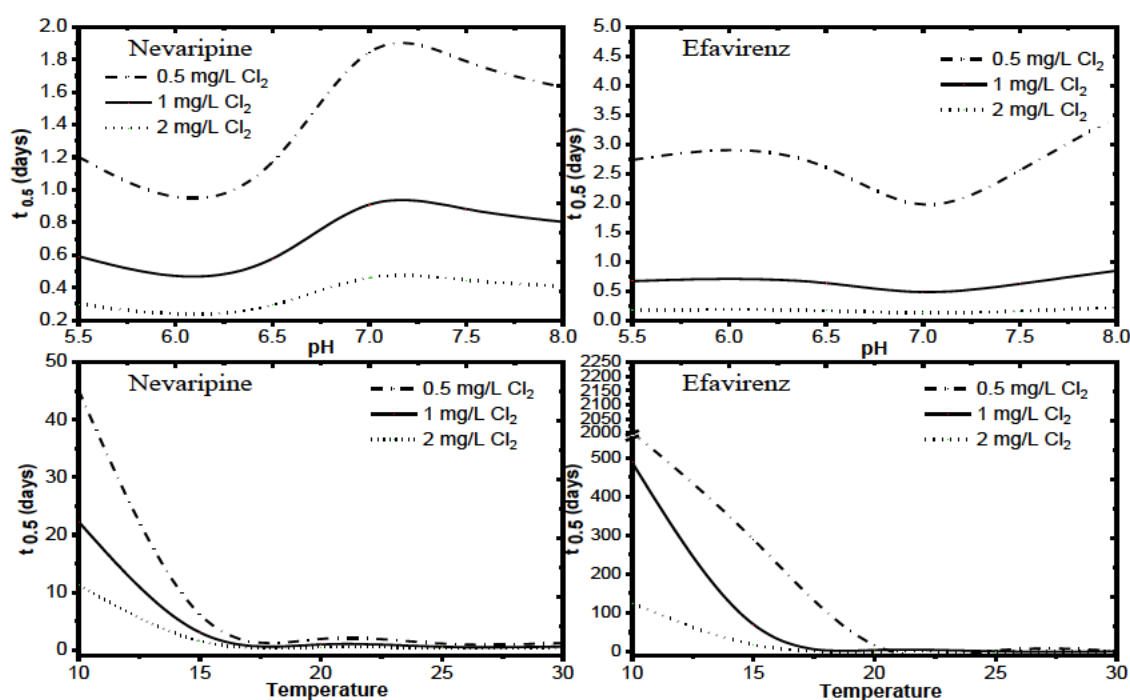 Nevaripine
0.5 mg/L Cl₂
1 mg/L Cl₂
2 mg/L Cl₂
t 0.5 (days)
2.0
1.8
1.6
1.4
1.2
1.0
0.8
0.6
0.4
0.2
5.5 6.0 6.5 7.0 7.5 8.0
pH
Efavirenz
0.5 mg/L Cl₂
1 mg/L Cl₂
2 mg/L Cl₂
t 0.5 (days)
5.0
4.5
4.0
3.5
3.0
2.5
2.0
1.5
1.0
0.5
0.0
5.5 6.0 6.5 7.0 7.5 8.0
pH
Nevaripine
0.5 mg/L Cl₂
1 mg/L Cl₂
2 mg/L Cl₂
t 0.5 (days)
50
40
30
20
10
0
10 15 20 25 30
Temperature
Efavirenz
0.5 mg/L Cl₂
1 mg/L Cl₂
2 mg/L Cl₂
t 0.5 (days)
2250
2200
2150
2100
2050
2000
500
400
300
200
100
0
10 15 20 25 30
Temperature